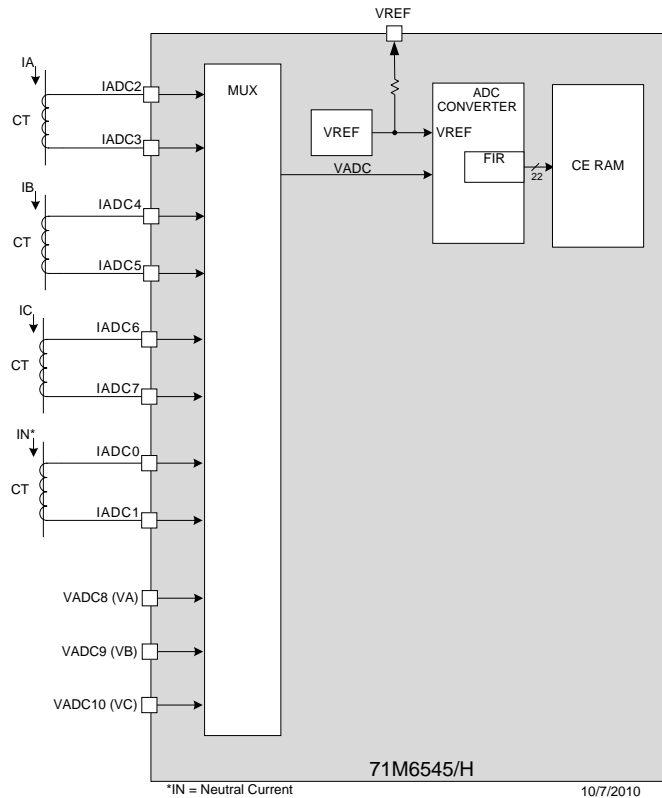 VREF
IA
IADC2
MUX
ADC
CONVERTER
CT
VREF
VREF
IADC3
FIR
CE RAM
VADC
22
IB
IADC4
CT
IADC5
IC
IADC6
CT
IADC7
IN*
IADC0
CT
IADC1
VADC8 (VA)
VADC9 (VB)
VADC10 (VC)
71M6545/H
*IN = Neutral Current
10/7/2010